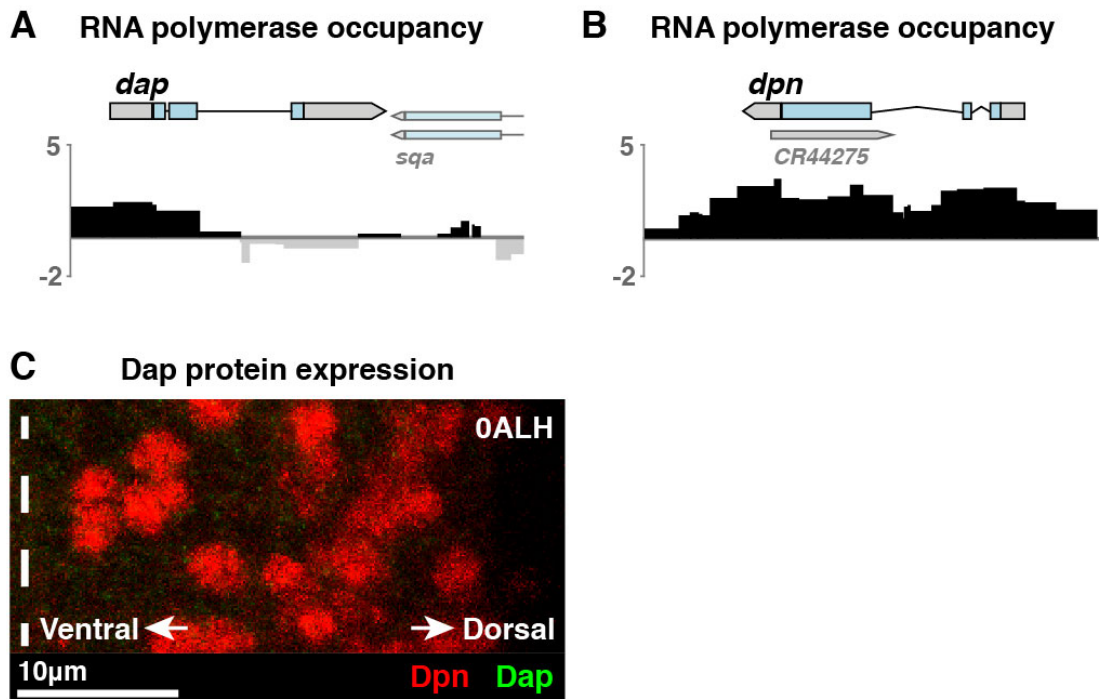 A RNA polymerase occupancy
dap
5
sqa
-2
B RNA polymerase occupancy
dpn
5
CR44275
-2
C Dap protein expression
0ALH
Ventral Dorsal
10µm Dpn Dap